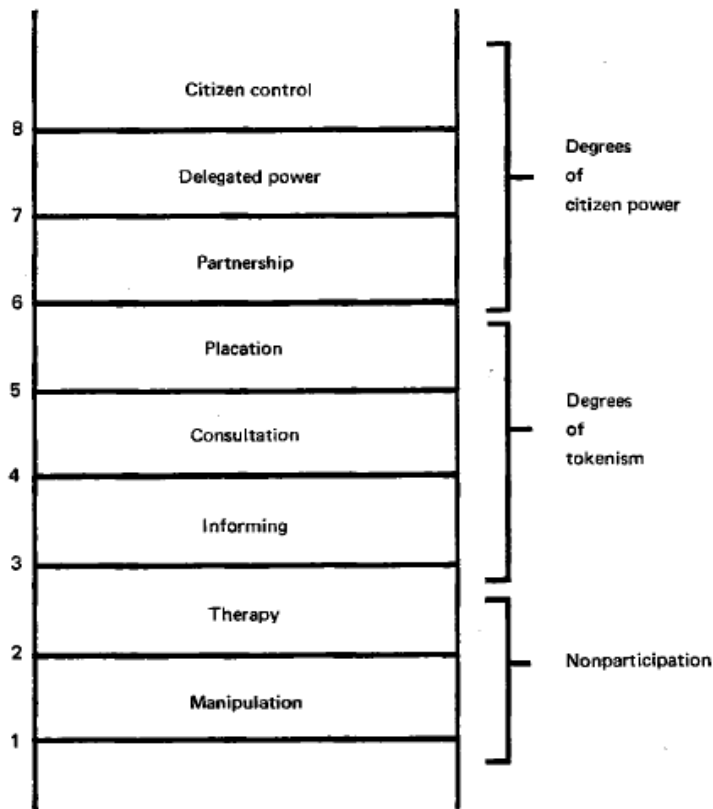 Citizen control
8
Delegated power
7
Partnership
6
Placation
5
Consultation
4
Informing
3
Therapy
2
Manipulation
1
Degrees
of
citizen power
Degrees
of
tokenism
Nonparticipation